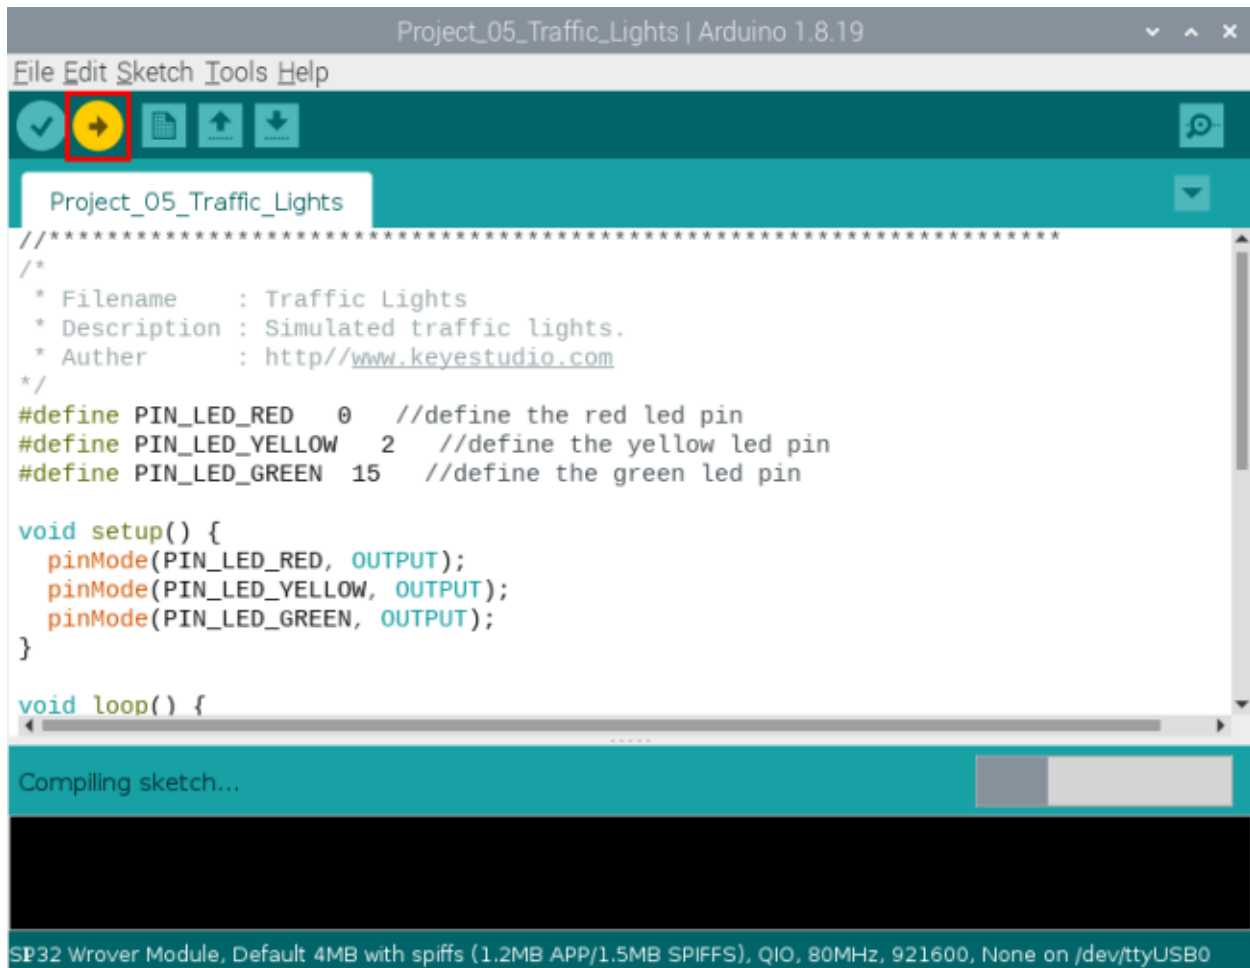 Project_05_Traffic_Lights | Arduino 1.8.19
File Edit Sketch Tools Help
Project_05_Traffic_Lights
//**********************************************************************
/*
 * Filename    : Traffic Lights
 * Description : Simulated traffic lights.
 * Auther      : http//www.keyestudio.com
*/
#define PIN_LED_RED   0   //define the red led pin
#define PIN_LED_YELLOW   2   //define the yellow led pin
#define PIN_LED_GREEN  15   //define the green led pin
void setup() {
  pinMode(PIN_LED_RED, OUTPUT);
  pinMode(PIN_LED_YELLOW, OUTPUT);
  pinMode(PIN_LED_GREEN, OUTPUT);
}
void loop() {
Compiling sketch...
SP32 Wrover Module, Default 4MB with spiffs (1.2MB APP/1.5MB SPIFFS), QIO, 80MHz, 921600, None on /dev/ttyUSB0